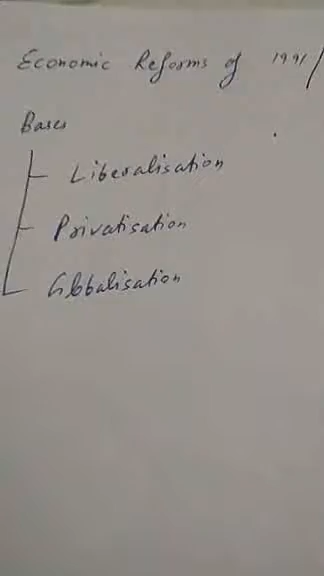 Economic Reforms of 1991/
Bases
Liberalisation
Privatisation
Globalisation